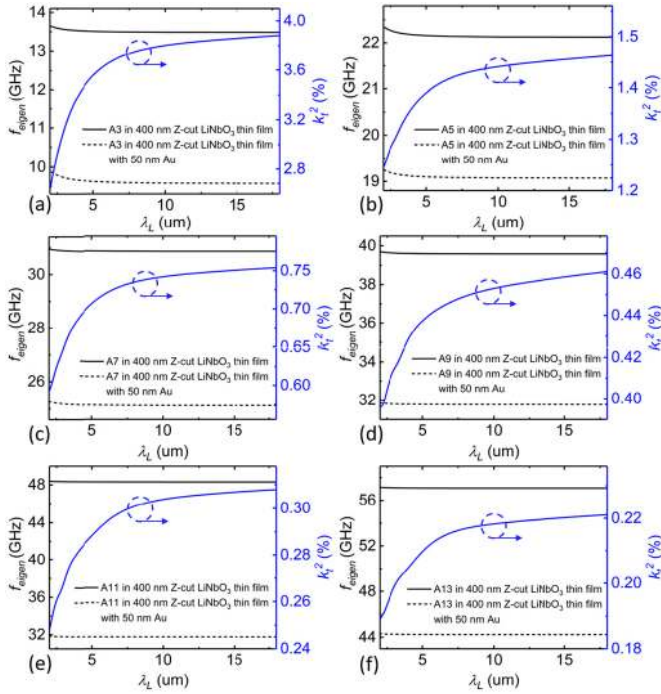 14
13
12
11
10
f_eigen (GHz)
4.0
3.6
3.2
2.8
k_t² (%)
A3 in 400 nm Z-cut LiNbO₃ thin film
A3 in 400 nm Z-cut LiNbO₃ thin film
with 50 nm Au
5
10
15
(a)
λ_L (um)
22
21
20
19
f_eigen (GHz)
1.5
1.4
1.3
1.2
k_t² (%)
A5 in 400 nm Z-cut LiNbO₃ thin film
A5 in 400 nm Z-cut LiNbO₃ thin film
with 50 nm Au
5
10
15
(b)
λ_L (um)
30
28
26
f_eigen (GHz)
0.75
0.70
0.65
0.60
k_t² (%)
A7 in 400 nm Z-cut LiNbO₃ thin film
A7 in 400 nm Z-cut LiNbO₃ thin film
with 50 nm Au
5
10
15
(c)
λ_L (um)
40
38
36
34
32
f_eigen (GHz)
0.46
0.44
0.42
0.40
k_t² (%)
A9 in 400 nm Z-cut LiNbO₃ thin film
A9 in 400 nm Z-cut LiNbO₃ thin film
with 50 nm Au
5
10
15
(d)
λ_L (um)
48
44
40
36
32
f_eigen (GHz)
0.30
0.28
0.26
0.24
k_t² (%)
A11 in 400 nm Z-cut LiNbO₃ thin film
A11 in 400 nm Z-cut LiNbO₃ thin film
with 50 nm Au
5
10
15
(e)
λ_L (um)
56
52
48
44
f_eigen (GHz)
0.22
0.20
0.18
k_t² (%)
A13 in 400 nm Z-cut LiNbO₃ thin film
A13 in 400 nm Z-cut LiNbO₃ thin film
with 50 nm Au
5
10
15
(f)
λ_L (um)